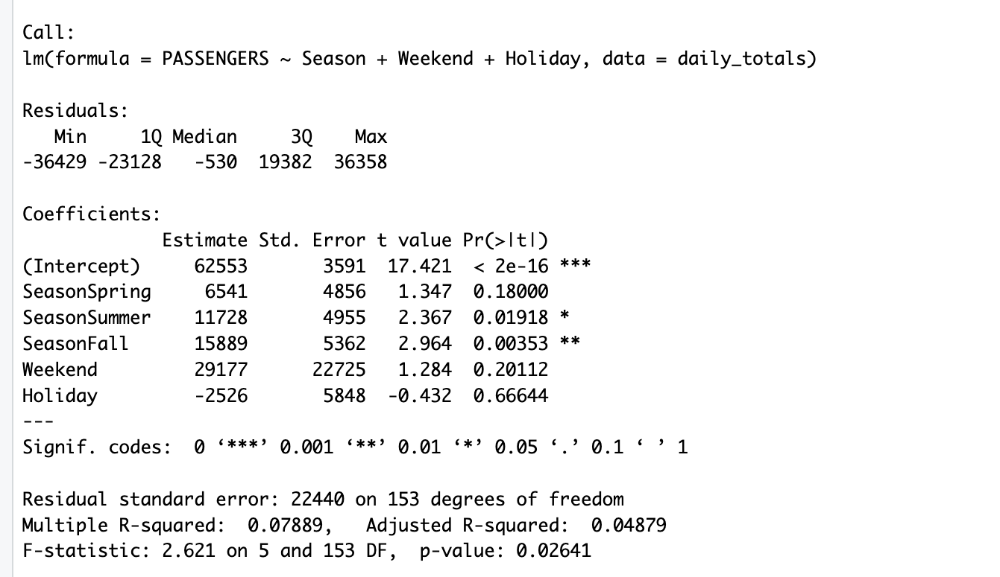 Call:
lm(formula = PASSENGERS ~ Season + Weekend + Holiday, data = daily_totals)
Residuals:
Min 1Q Median 3Q Max
-36429 -23128 -530 19382 36358
Coefficients:
Estimate Std. Error t value Pr(>|t|)
(Intercept) 62553 3591 17.421 < 2e-16 ***
SeasonSpring 6541 4856 1.347 0.18000
SeasonSummer 11728 4955 2.367 0.01918 *
SeasonFall 15889 5362 2.964 0.00353 **
Weekend 29177 22725 1.284 0.20112
Holiday -2526 5848 -0.432 0.66644
---
Signif. codes: 0 ‘***’ 0.001 ‘**’ 0.01 ‘*’ 0.05 ‘.’ 0.1 ‘ ’ 1
Residual standard error: 22440 on 153 degrees of freedom
Multiple R-squared: 0.07889, Adjusted R-squared: 0.04879
F-statistic: 2.621 on 5 and 153 DF, p-value: 0.02641